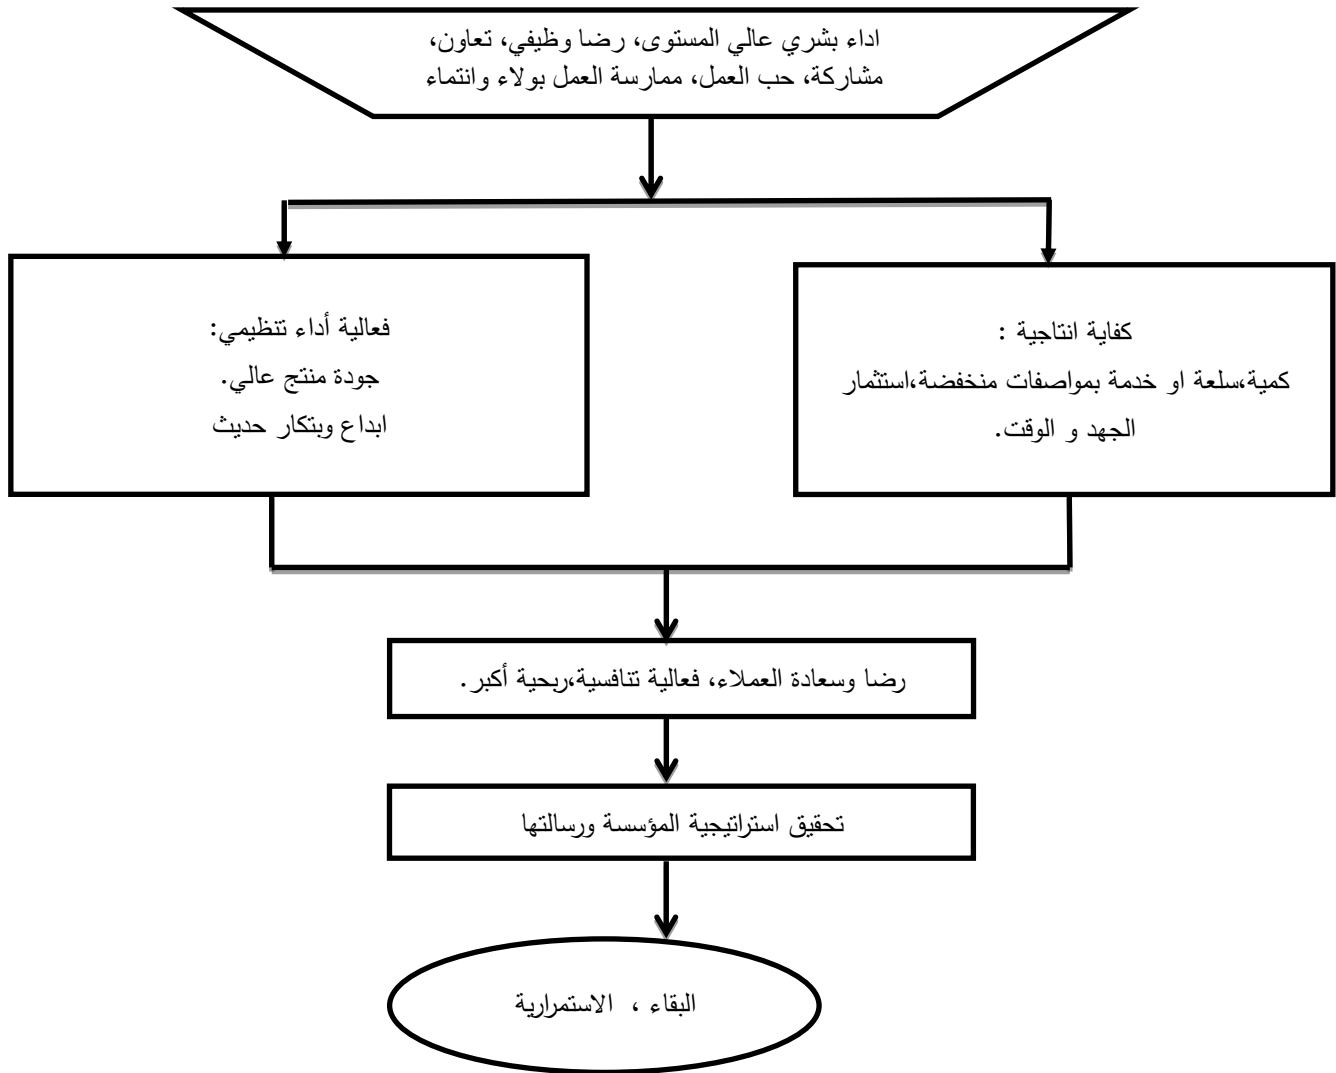 اداء بشري عالي المستوى، رضا وظيفي، تعاون،
مشاركة، حب العمل، ممارسة العمل بولاء وانتماء
كفاية انتاجية :
كمية،سلعة او خدمة بمواصفات منخفضة،استثمار
الجهد و الوقت.
فعالية أداء تنظيمي:
جودة منتج عالي.
ابداع وبتكار حديث
رضا وسعادة العملاء، فعالية تنافسية،ربحية أكبر.
تحقيق استراتيجية المؤسسة ورسالتها
البقاء ، الاستمرارية